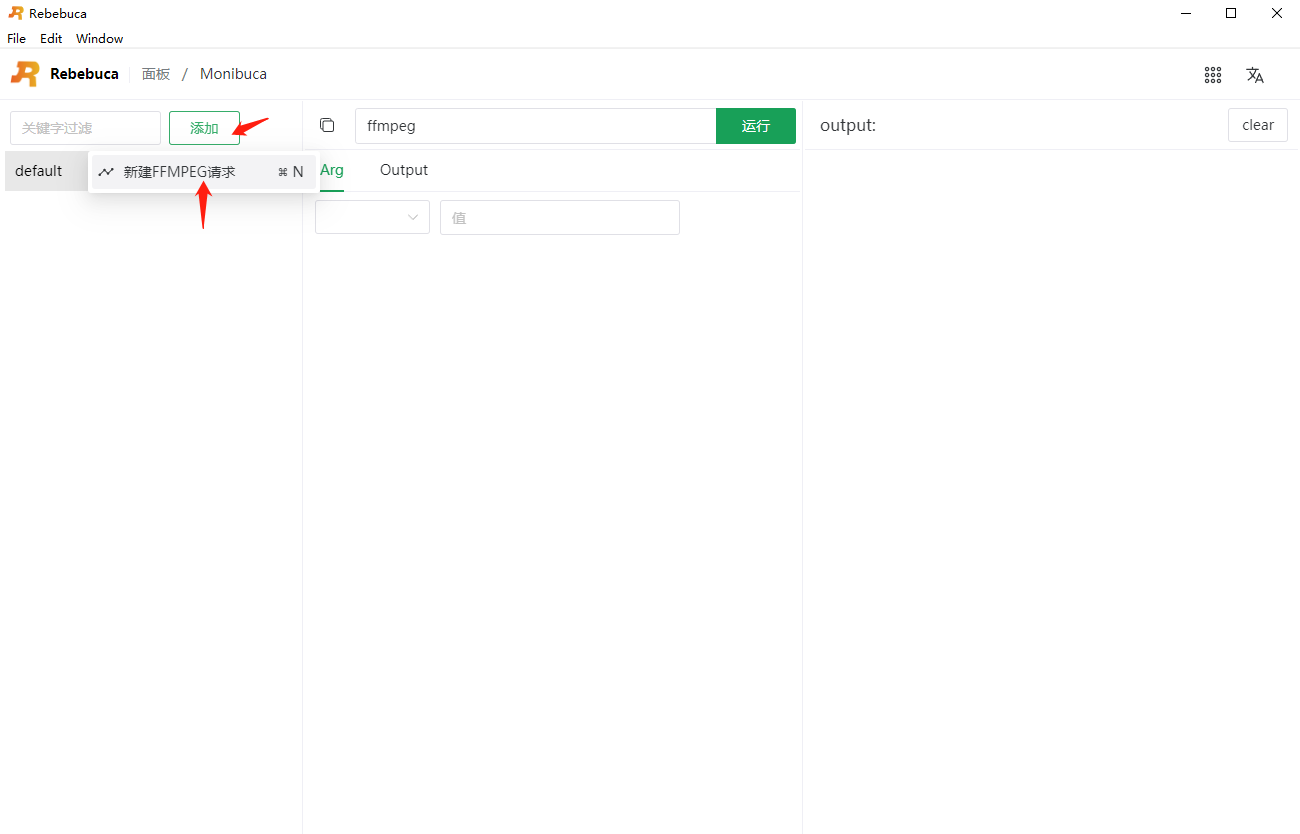 Rebebuca
File Edit Window
Rebebuca 面板 / Monibuca
关键字过滤 添加 ffmpeg 运行 output: clear
default 新建FFMPEG请求 ⌘ N Arg Output
值